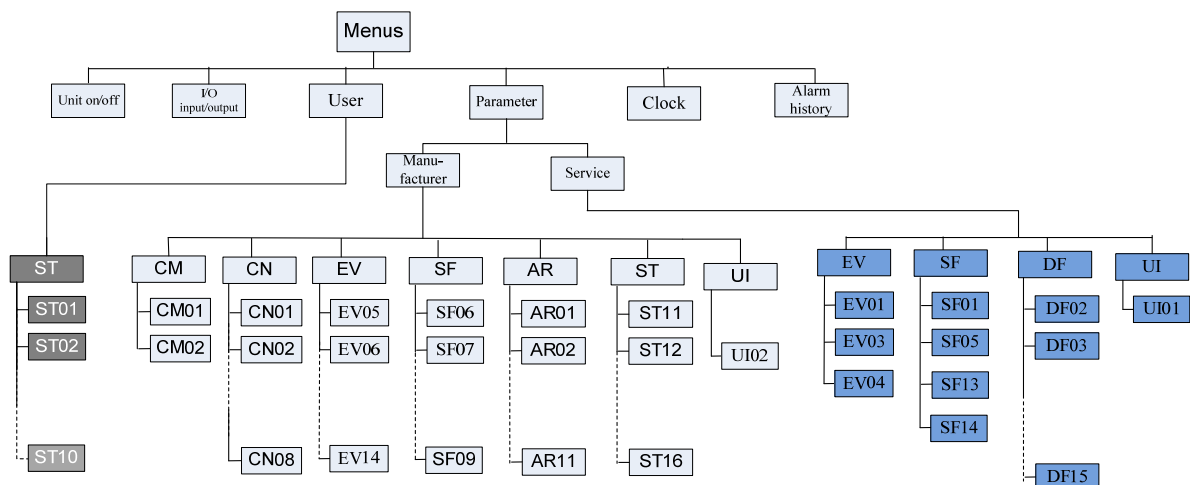 Menus
Unit on/off
I/O
input/output
User
Parameter
Clock
Alarm
history
Manu-
facturer
Service
ST
CM
CN
EV
SF
AR
ST
UI
EV
SF
DF
UI
ST01
CM01
CN01
EV05
SF06
AR01
ST11
EV01
SF01
DF02
UI01
ST02
CM02
CN02
EV06
SF07
AR02
ST12
UI02
EV03
SF05
DF03
EV04
SF13
SF14
ST10
CN08
EV14
SF09
AR11
ST16
DF15